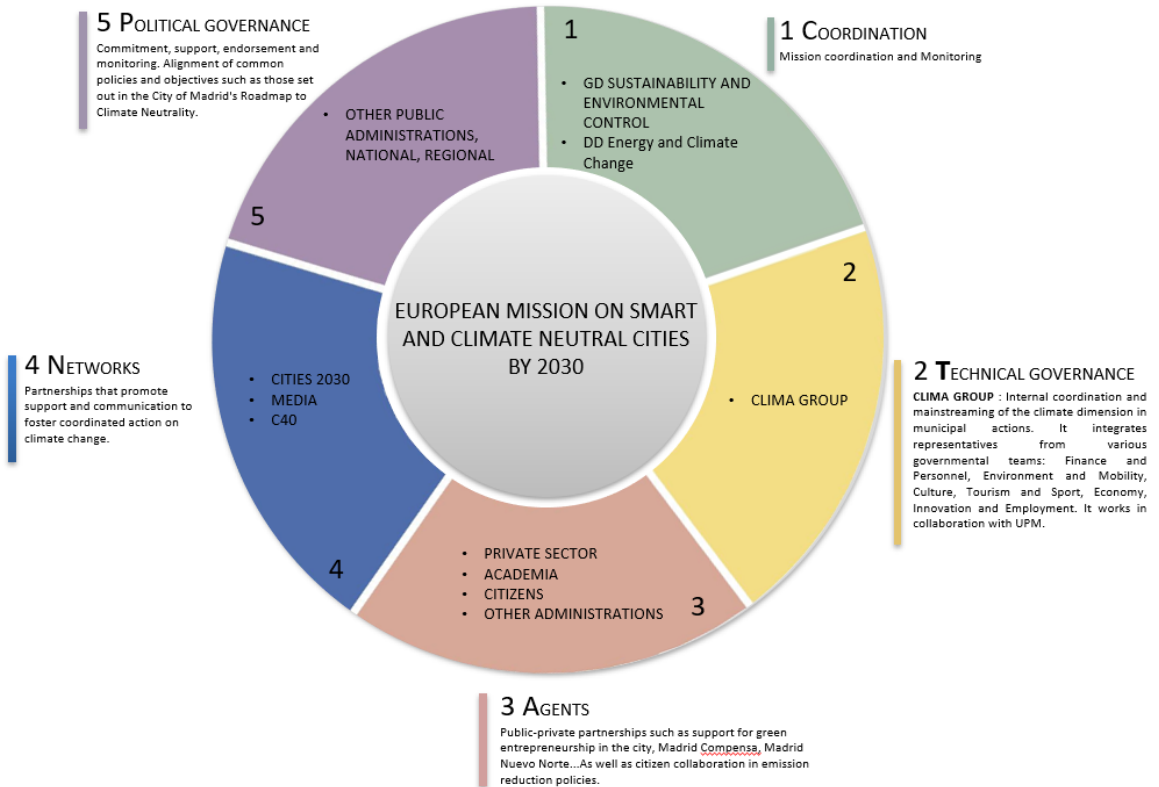 5 POLITICAL GOVERNANCE
Commitment, support, endorsement and
monitoring. Alignment of common
policies and objectives such as those set
out in the City of Madrid's Roadmap to
Climate Neutrality.
1 COORDINATION
Mission coordination and Monitoring
1
• GD SUSTAINABILITY AND
ENVIRONMENTAL
CONTROL
• DD Energy and Climate
Change
• OTHER PUBLIC
ADMINISTRATIONS,
NATIONAL, REGIONAL
5
2
EUROPEAN MISSION ON SMART
AND CLIMATE NEUTRAL CITIES
BY 2030
4 NETWORKS
Partnerships that promote
support and communication to
foster coordinated action on
climate change.
• CITIES 2030
• MEDIA
• C40
4
• CLIMA GROUP
2 TECHNICAL GOVERNANCE
CLIMA GROUP : Internal coordination and
mainstreaming of the climate dimension in
municipal actions. It integrates
representatives from various
governmental teams: Finance and
Personnel, Environment and Mobility,
Culture, Tourism and Sport, Economy,
Innovation and Employment. It works in
collaboration with UPM.
• PRIVATE SECTOR
• ACADEMIA
• CITIZENS
• OTHER ADMINISTRATIONS
3
3 AGENTS
Public-private partnerships such as support for green
entrepreneurship in the city, Madrid Compensa, Madrid
Nuevo Norte...As well as citizen collaboration in emission
reduction policies.